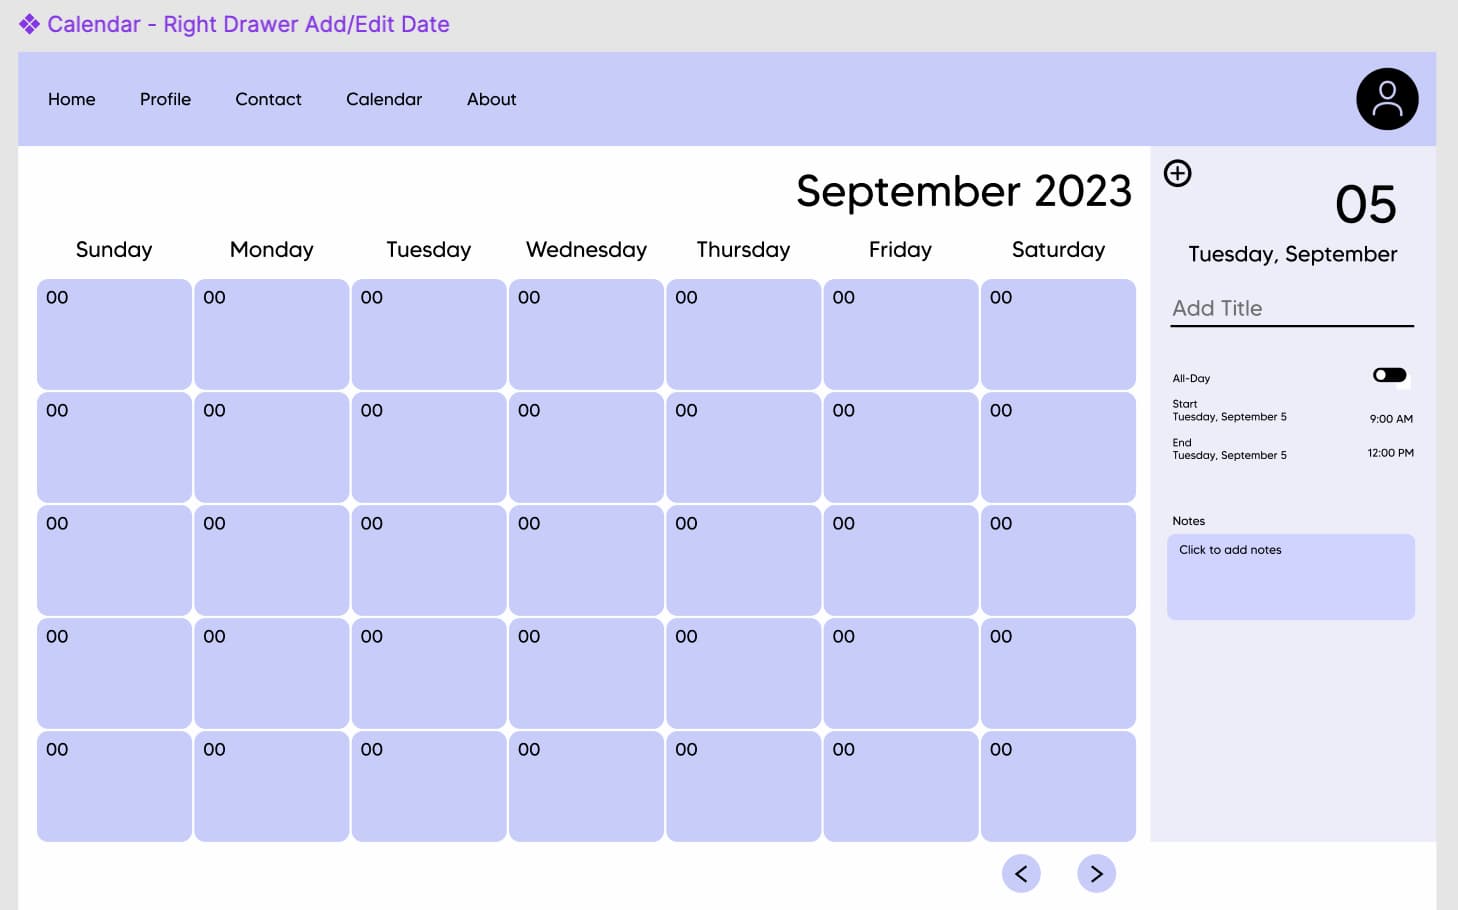 Calendar - Right Drawer Add/Edit Date
Home Profile Contact Calendar About
September 2023
Sunday Monday Tuesday Wednesday Thursday Friday Saturday
00 00 00 00 00 00 00
00 00 00 00 00 00 00
00 00 00 00 00 00 00
00 00 00 00 00 00 00
00 00 00 00 00 00 00
05
Tuesday, September
Add Title
All-Day
Start
Tuesday, September 5 9:00 AM
End
Tuesday, September 5 12:00 PM
Notes
Click to add notes